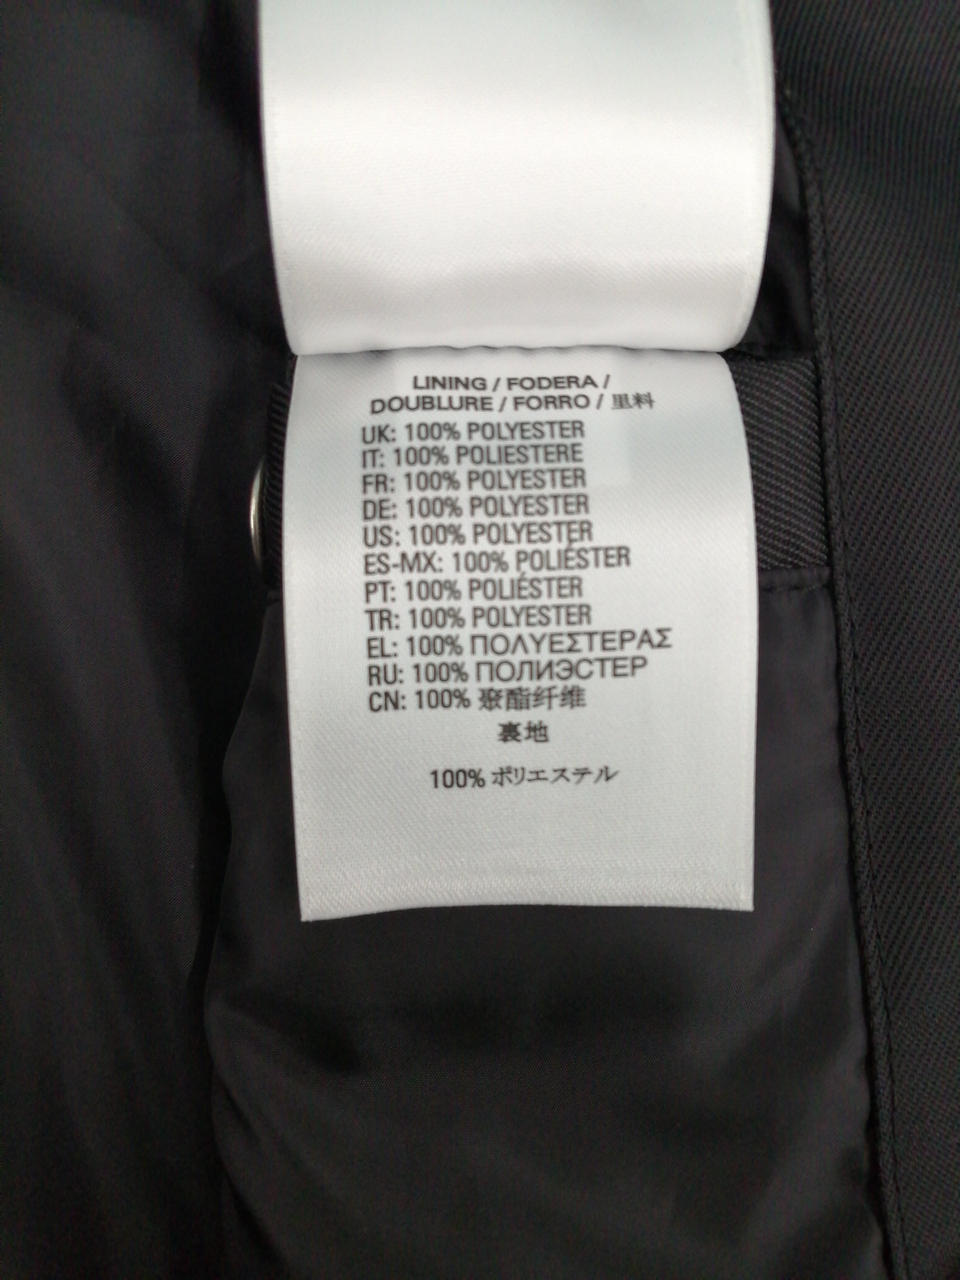 LINING / FODERA /
DOUBLURE / FORRO / 里料
UK: 100% POLYESTER
IT: 100% POLIESTERE
FR: 100% POLYESTER
DE: 100% POLYESTER
US: 100% POLYESTER
ES-MX: 100% POLIÉSTER
PT: 100% POLIÉSTER
TR: 100% POLYESTER
EL: 100% ΠΟΛΥΕΣΤΕΡΑΣ
RU: 100% ПОЛИЭСТЕР
CN: 100% 聚酯纤维
裏地
100% ポリエステル